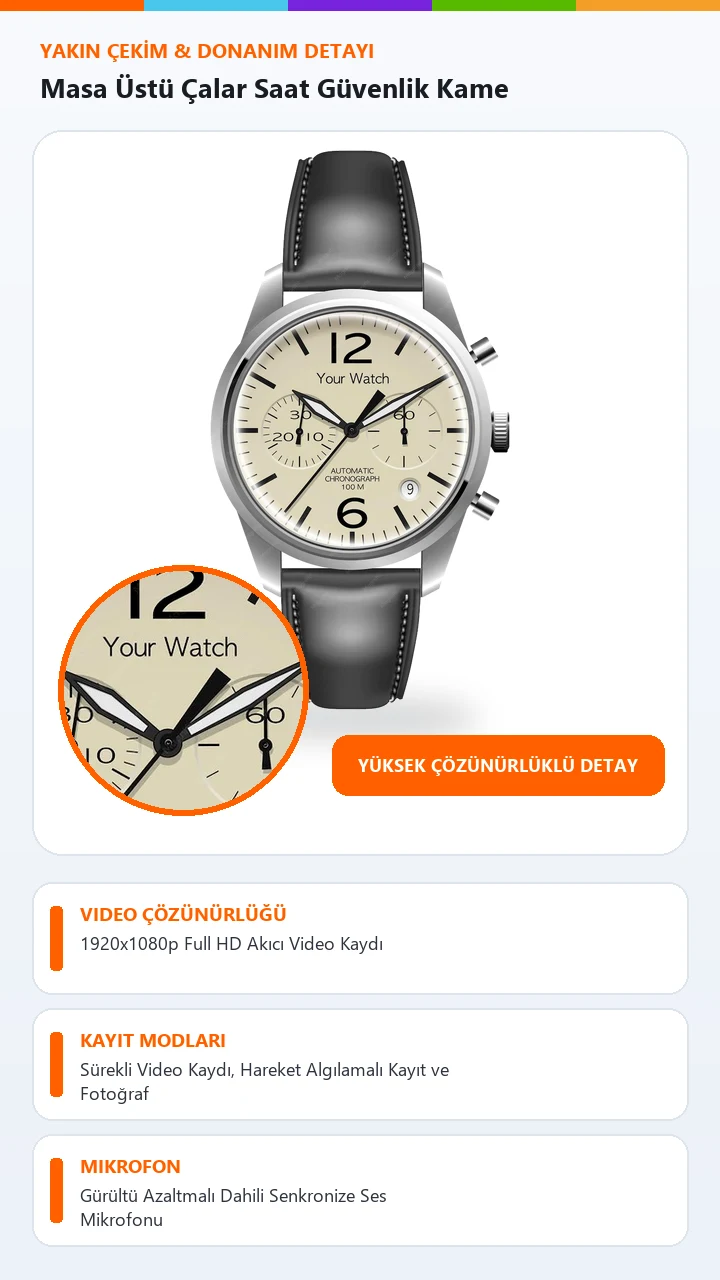 YAKIN ÇEKİM & DONANIM DETAYI
Masa Üstü Çalar Saat Güvenlik Kame
12
Your Watch
30
60
20 10
AUTOMATIC
CHRONOGRAPH
100 M
9
6
12
Your Watch
30
60
10
YÜKSEK ÇÖZÜNÜRLÜKLÜ DETAY
VIDEO ÇÖZÜNÜRLÜĞÜ
1920x1080p Full HD Akıcı Video Kaydı
KAYIT MODLARI
Sürekli Video Kaydı, Hareket Algılamalı Kayıt ve
Fotoğraf
MIKROFON
Gürültü Azaltmalı Dahili Senkronize Ses
Mikrofonu